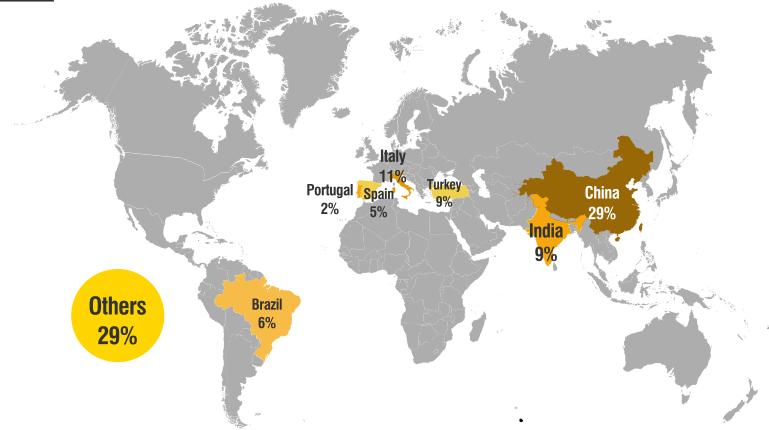 Italy
11%
Portugal
2%
Spain
5%
Turkey
9%
China
29%
India
9%
Brazil
6%
Others
29%